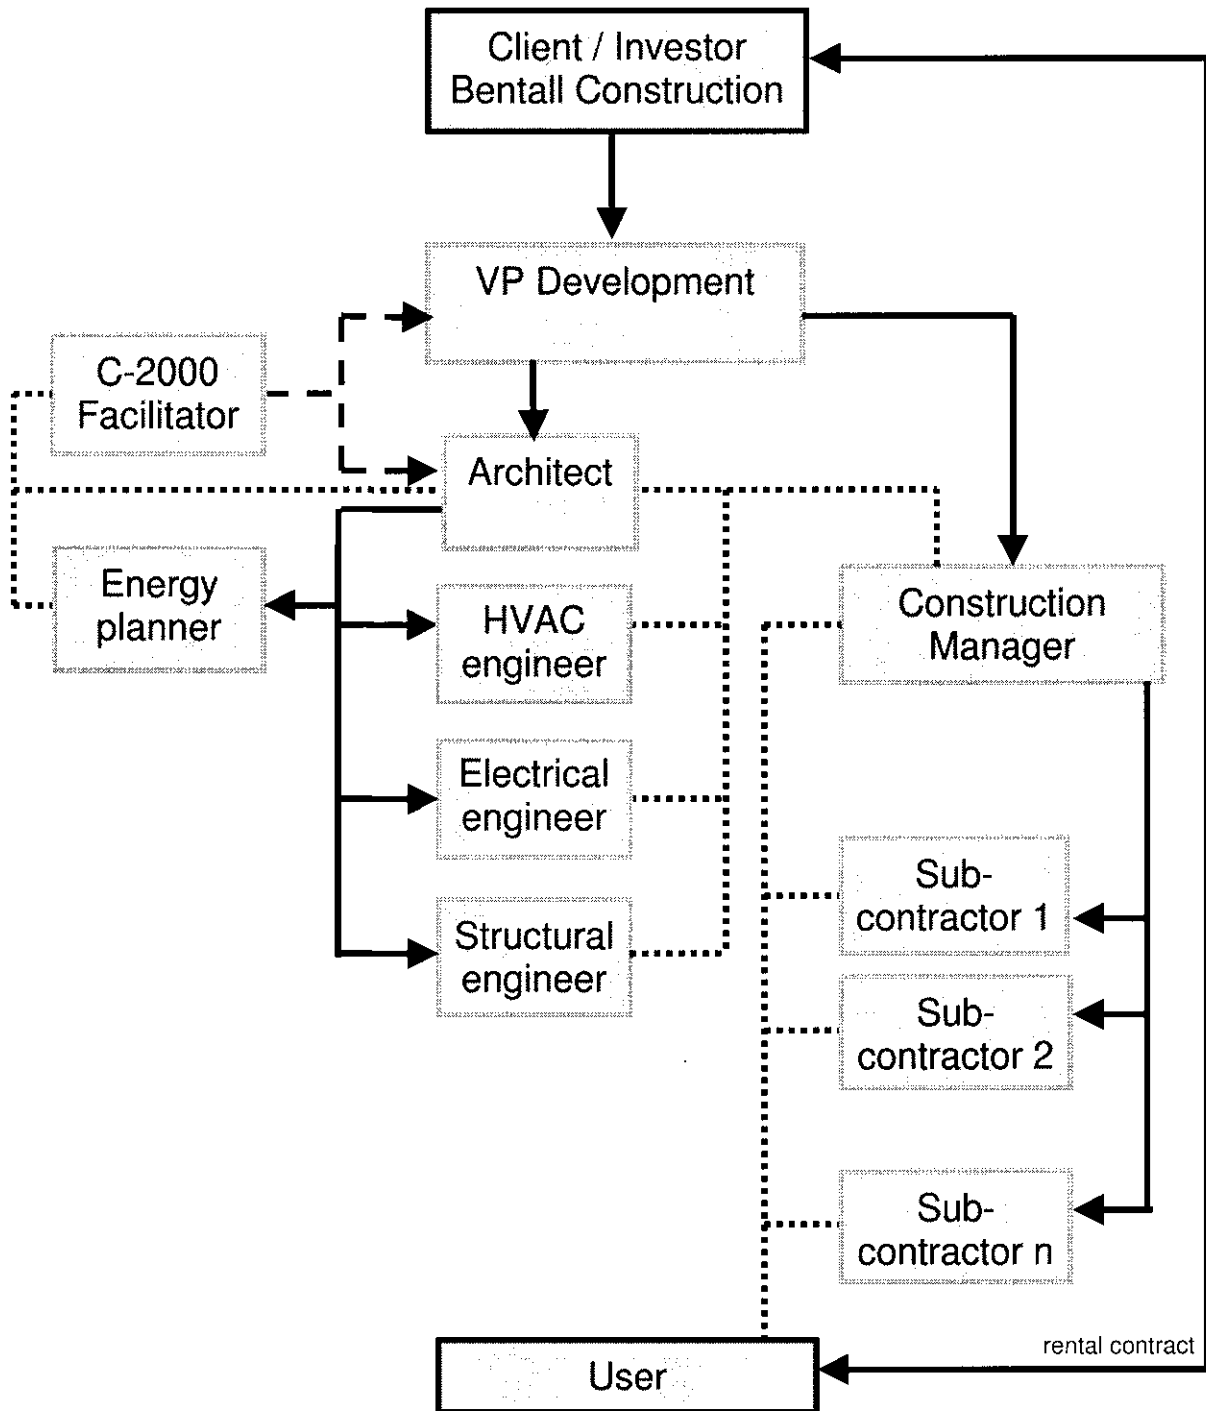 Client / Investor
Bentall Construction
VP Development
C-2000
Facilitator
Architect
Energy
planner
HVAC
engineer
Construction
Manager
Electrical
engineer
Sub-
contractor 1
Structural
engineer
Sub-
contractor 2
Sub-
contractor n
rental contract
User